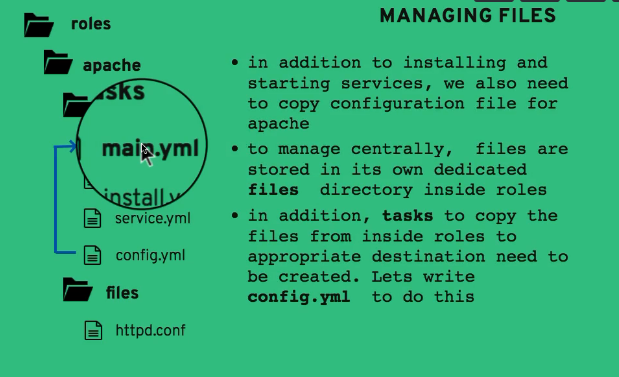 MANAGING FILES
roles
apache
tasks
main.yml
install.y
service.yml
config.yml
files
httpd.conf
• in addition to installing and
starting services, we also need
to copy configuration file for
apache
• to manage centrally, files are
stored in its own dedicated
files directory inside roles
• in addition, tasks to copy the
files from inside roles to
appropriate destination need to
be created. Lets write
config.yml to do this